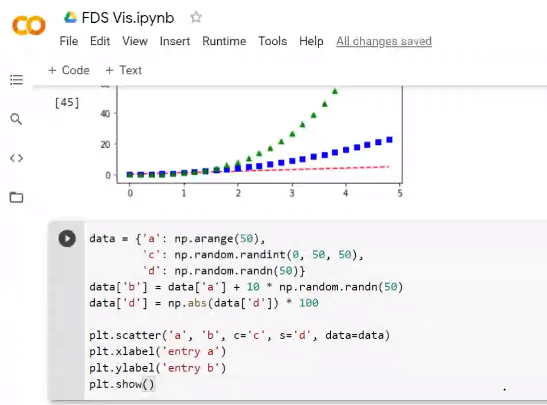 FDS Vis.ipynb
File Edit View Insert Runtime Tools Help All changes saved
+ Code + Text
[45]
40
20
0
0 1 2 3 4 5
data = {'a': np.arange(50),
'c': np.random.randint(0, 50, 50),
'd': np.random.randn(50)}
data['b'] = data['a'] + 10 * np.random.randn(50)
data['d'] = np.abs(data['d']) * 100
plt.scatter('a', 'b', c='c', s='d', data=data)
plt.xlabel('entry a')
plt.ylabel('entry b')
plt.show()